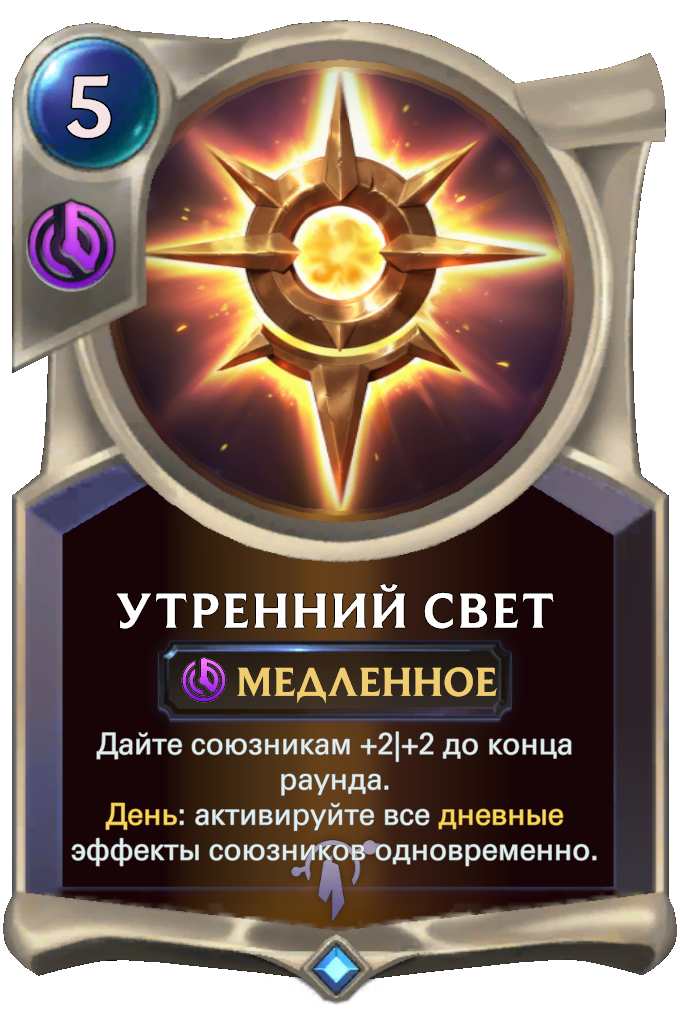 5
УТРЕННИЙ СВЕТ
МЕДЛЕННОЕ
Дайте союзникам +2|+2 до конца
раунда.
День: активируйте все дневные
эффекты союзников одновременно.